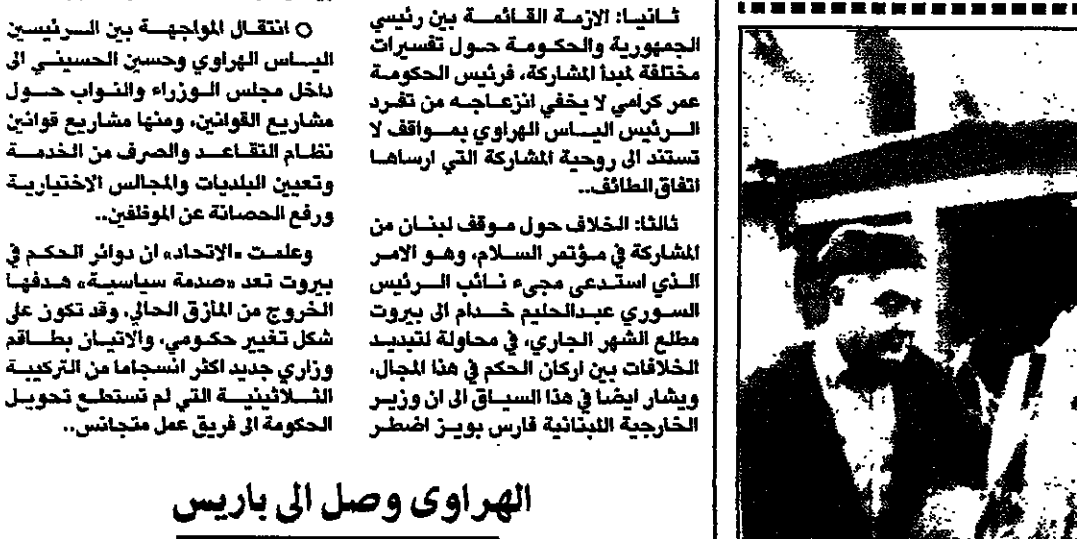 ثانيا: الازمة القائمة بين رئيسي
الجمهورية والحكومة حول تفسيرات
مختلفة لمبدأ المشاركة، فرئيس الحكومة
عمر كرامي لا يخفي انزعاجه من تفرد
الرئيس الياس الهراوي بمواقف لا
تستند الى روحية المشاركة التي ارساها
اتفاق الطائف..
ثالثا: الخلاف حول موقف لبنان من
المشاركة في مؤتمر السلام، وهو الامر
الذي استدعى مجيء نائب الرئيس
السوري عبدالحليم خدام الى بيروت
مطلع الشهر الجاري، في محاولة لتبديد
الخلافات بين اركان الحكم في هذا المجال،
ويشار ايضا في هذا السياق الى ان وزير
الخارجية اللبنانية فارس بويز اضطر
○ انتقال المواجهة بين الرئيسين
الياس الهراوي وحسين الحسيني الى
داخل مجلس الوزراء والنواب حول
مشاريع القوانين، ومنها مشاريع قوانين
نظام التقاعد والصرف من الخدمة
وتعيين البلديات والمجالس الاختيارية
ورفع الحصانة عن الموظفين..
وعلمت «الاتحاد» ان دوائر الحكم في
بيروت تعد «صدمة سياسية» هدفها
الخروج من المأزق الحالي، وقد تكون على
شكل تغيير حكومي، والاتيان بطاقم
وزاري جديد اكثر انسجاما من التركيبة
الثلاثينية التي لم تستطع تحويل
الحكومة الى فريق عمل متجانس..
الهراوى وصل الى باريس